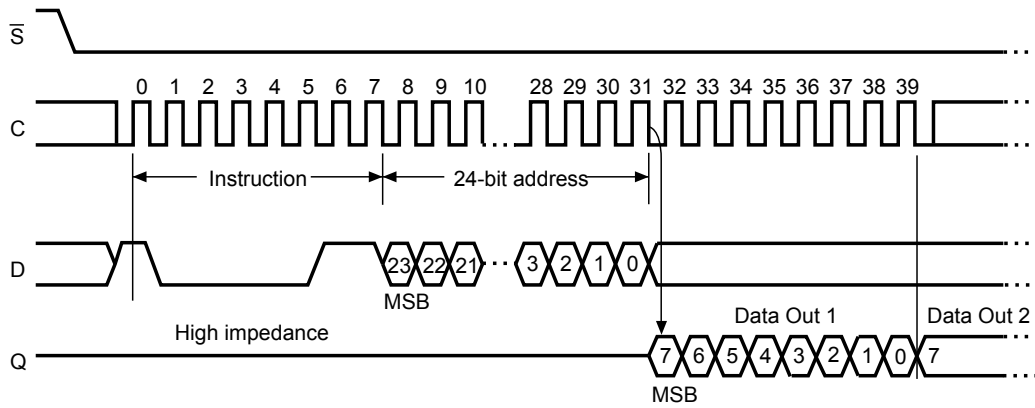 S
0 1 2 3 4 5 6 7 8 9 10 28 29 30 31 32 33 34 35 36 37 38 39
C
Instruction 24-bit address
D 23 22 21 3 2 1 0
MSB
High impedance Data Out 1 Data Out 2
Q 7 6 5 4 3 2 1 0 7
MSB